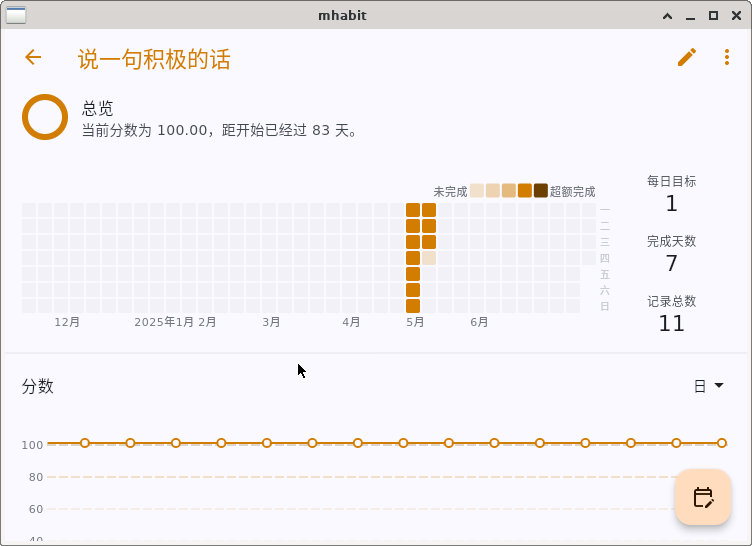 mhabit
说一句积极的话
总览
当前分数为 100.00，距开始已经过 83 天。
未完成 超额完成
一
二
三
四
五
六
日
12月 2025年1月 2月 3月 4月 5月 6月
每日目标
1
完成天数
7
记录总数
11
分数
日
100
80
60
40